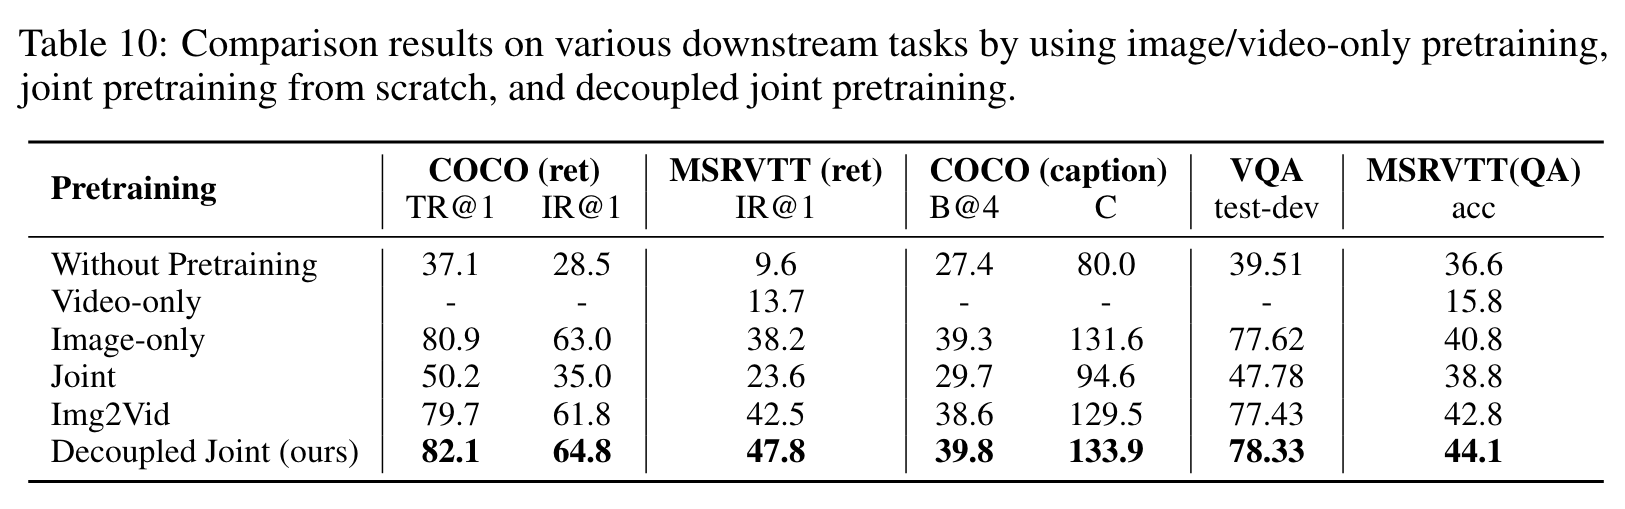 Table 10: Comparison results on various downstream tasks by using image/video-only pretraining,
joint pretraining from scratch, and decoupled joint pretraining.
Pretraining COCO (ret) MSRVTT (ret) COCO (caption) VQA MSRVTT(QA)
TR@1 IR@1 IR@1 B@4 C test-dev acc
Without Pretraining 37.1 28.5 9.6 27.4 80.0 39.51 36.6
Video-only - - 13.7 - - - 15.8
Image-only 80.9 63.0 38.2 39.3 131.6 77.62 40.8
Joint 50.2 35.0 23.6 29.7 94.6 47.78 38.8
Img2Vid 79.7 61.8 42.5 38.6 129.5 77.43 42.8
Decoupled Joint (ours) 82.1 64.8 47.8 39.8 133.9 78.33 44.1